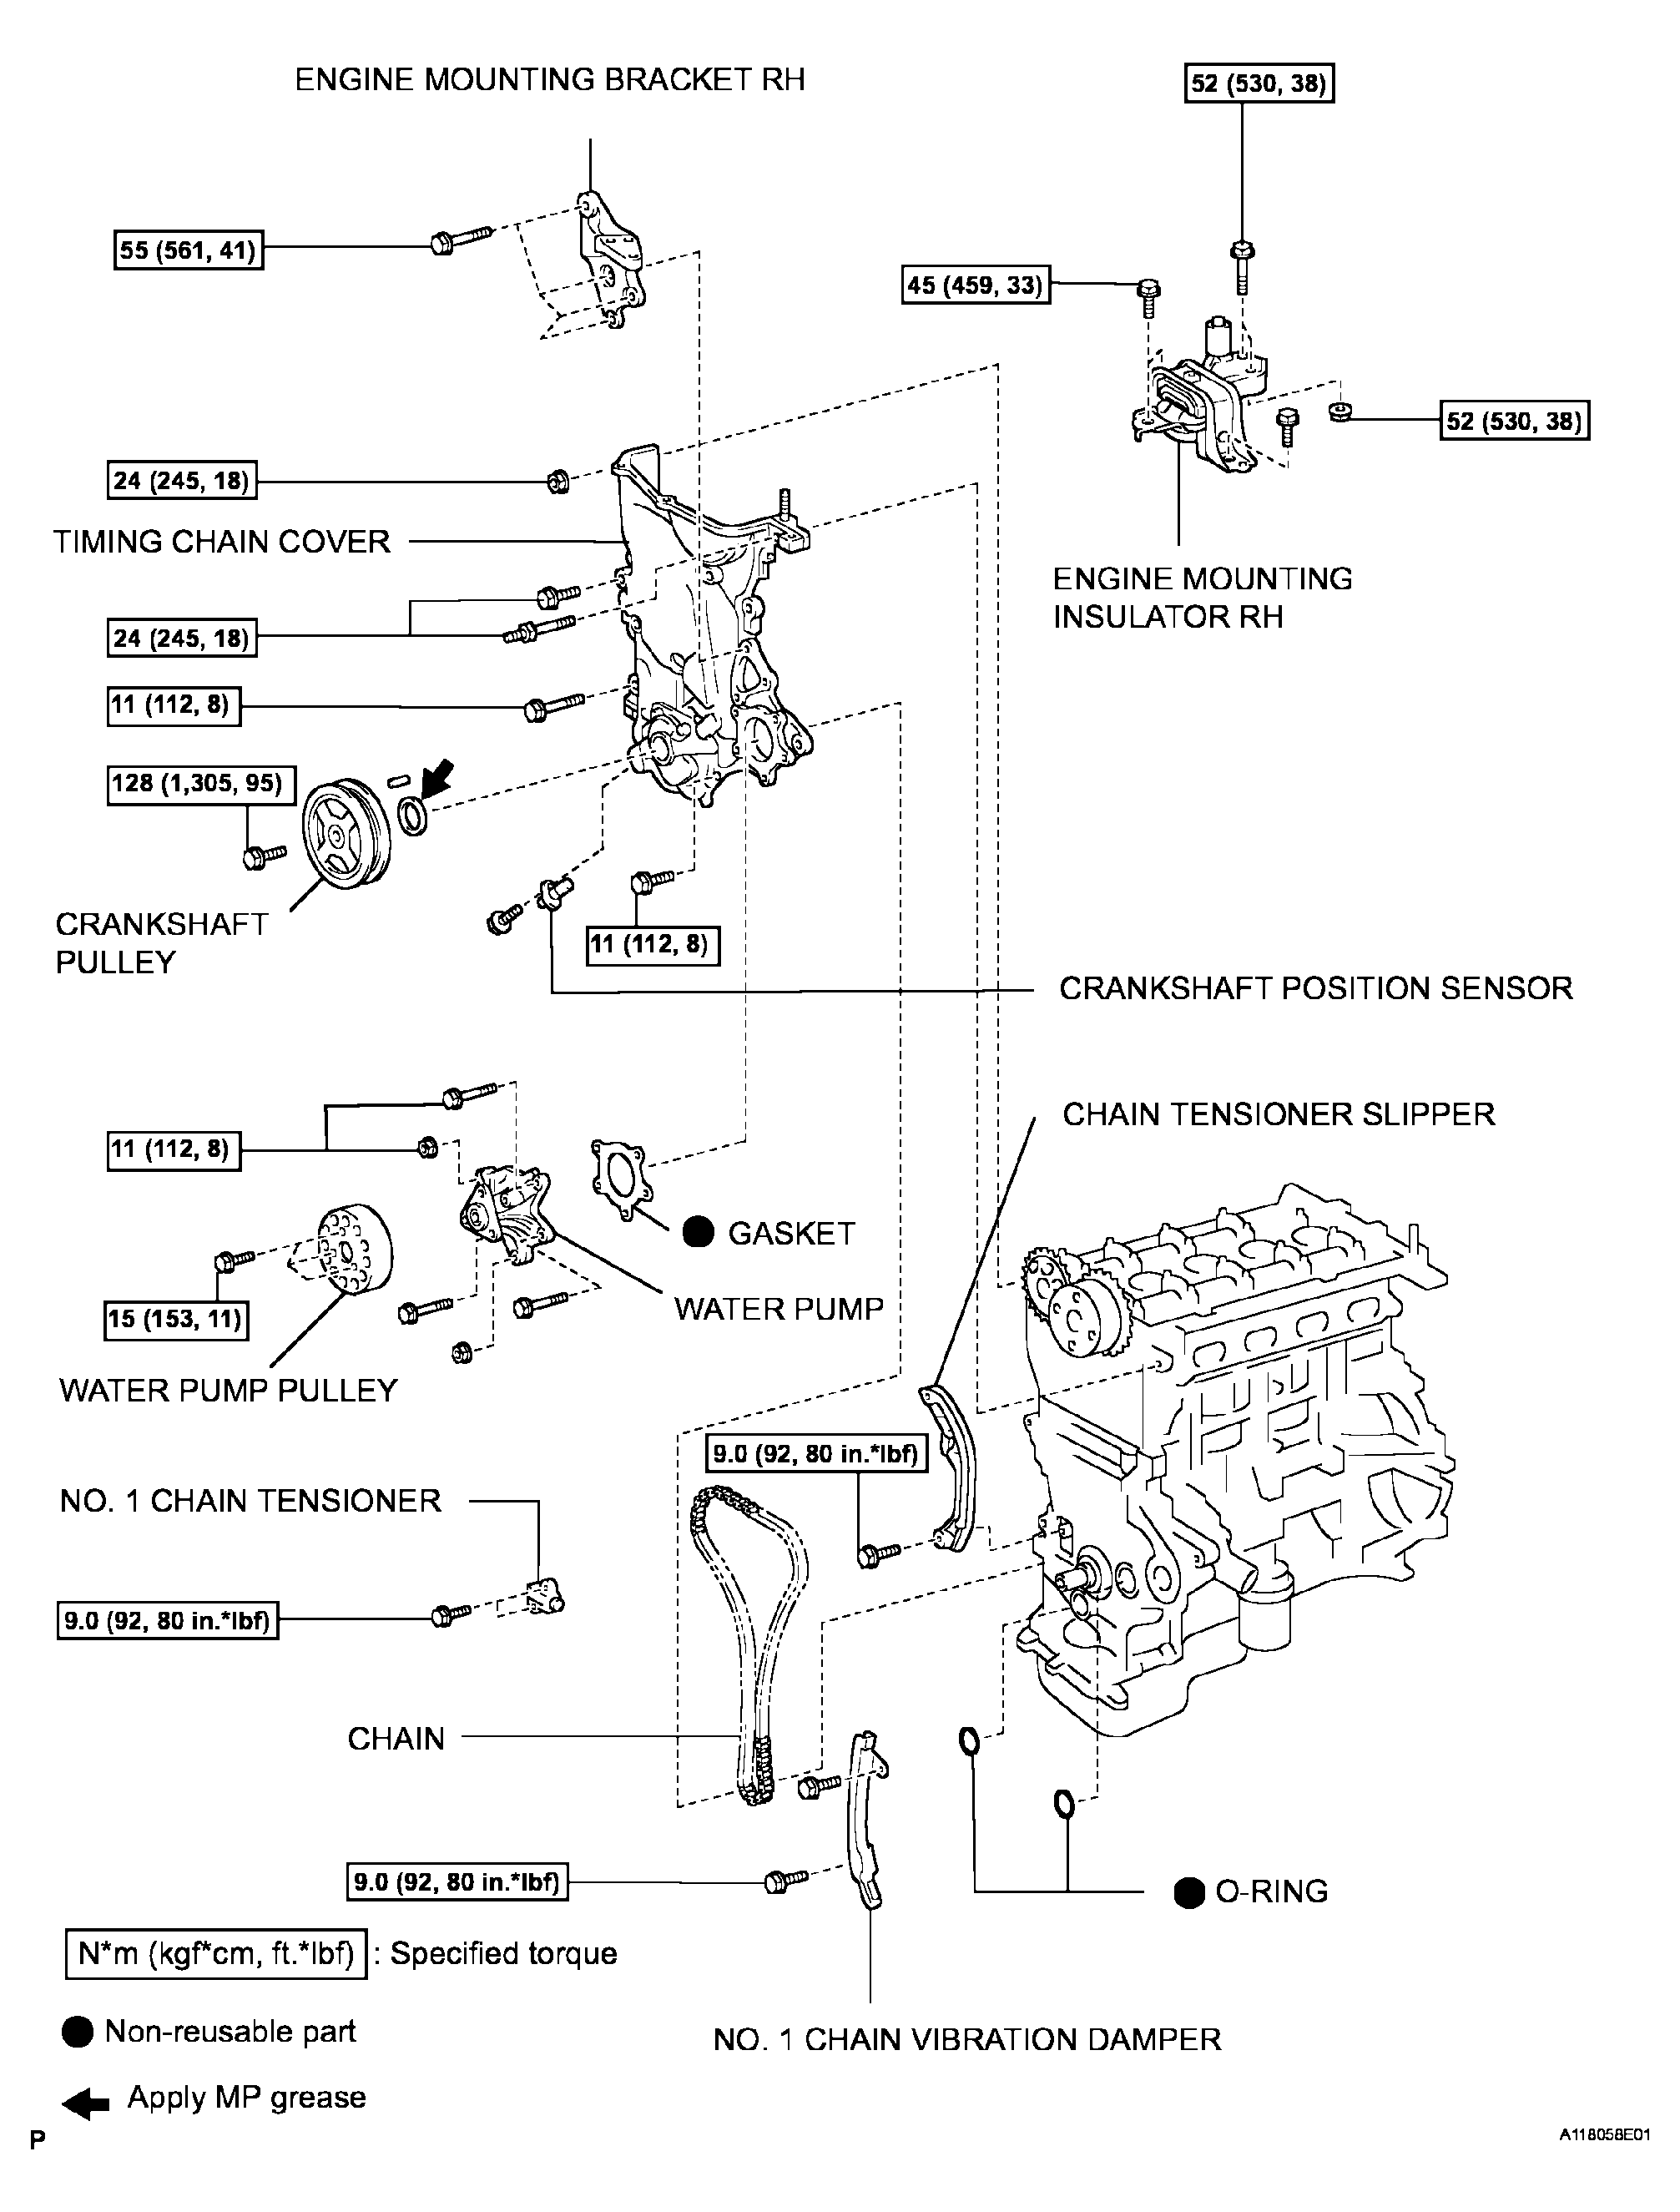 ENGINE MOUNTING BRACKET RH
52 (530, 38)
55 (561, 41)
45 (459, 33)
52 (530, 38)
24 (245, 18)
TIMING CHAIN COVER
ENGINE MOUNTING
INSULATOR RH
24 (245, 18)
11 (112, 8)
128 (1,305, 95)
CRANKSHAFT
PULLEY
11 (112, 8)
CRANKSHAFT POSITION SENSOR
CHAIN TENSIONER SLIPPER
11 (112, 8)
GASKET
15 (153, 11)
WATER PUMP
WATER PUMP PULLEY
9.0 (92, 80 in.*lbf)
NO. 1 CHAIN TENSIONER
9.0 (92, 80 in.*lbf)
CHAIN
9.0 (92, 80 in.*lbf)
O-RING
N*m (kgf*cm, ft.*lbf) : Specified torque
Non-reusable part
NO. 1 CHAIN VIBRATION DAMPER
Apply MP grease
P
A118058E01